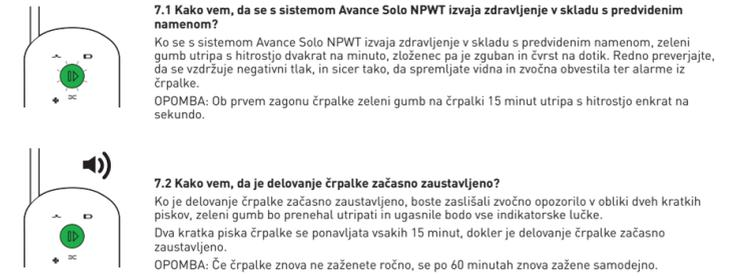 7.1 Kako vem, da se s sistemom Avance Solo NPWT izvaja zdravljenje v skladu s predvidenim
namenom?
Ko se s sistemom Avance Solo NPWT izvaja zdravljenje v skladu s predvidenim namenom, zeleni
gumb utripa s hitrostjo dvakrat na minuto, zloženec pa je zguban in čvrst na dotik. Redno preverjajte,
da se vzdržuje negativni tlak, in sicer tako, da spremljate vidna in zvočna obvestila ter alarme iz
črpalke.
OPOMBA: Ob prvem zagonu črpalke zeleni gumb na črpalki 15 minut utripa s hitrostjo enkrat na
sekundo.
7.2 Kako vem, da je delovanje črpalke začasno zaustavljeno?
Ko je delovanje črpalke začasno zaustavljeno, boste zaslišali zvočno opozorilo v obliki dveh kratkih
piskov, zeleni gumb bo prenehal utripati in ugasnile bodo vse indikatorske lučke.
Dva kratka piska črpalke se ponavljata vsakih 15 minut, dokler je delovanje črpalke začasno
zaustavljeno.
OPOMBA: Če črpalke znova ne zaženete ročno, se po 60 minutah znova zažene samodejno.